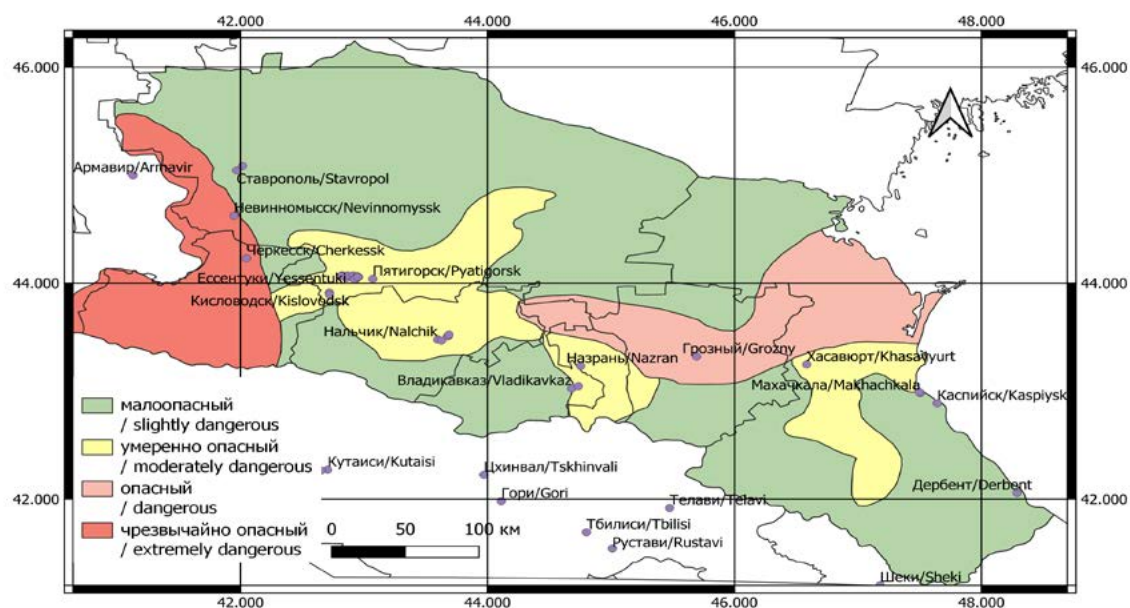 42.000 44.000 46.000 48.000
46.000 46.000
Армавир/Armavir
Ставрополь/Stavropol
Невинномысск/Nevinnomyssk
Черкесск/Cherkessk
Ессентуки/Yessentuki Пятигорск/Pyatigorsk
44.000 44.000
Кисловодск/Kislovodsk
Нальчик/Nalchik
Грозный/Grozny
Назрань/Nazran Хасавюрт/Khasavyurt
Владикавказ/Vladikavkaz Махачкала/Makhachkala
Каспийск/Kaspiysk
малоопасный
/ slightly dangerous
умеренно опасный
/ moderately dangerous
опасный
/ dangerous
чрезвычайно опасный
/ extremely dangerous
Кутаиси/Kutaisi Цхинвал/Tskhinvali
Дербент/Derbent
42.000 42.000
Гори/Gori Телави/Telavi
0 50 100 км
Тбилиси/Tbilisi
Рустави/Rustavi
Шеки/Sheki
42.000 44.000 46.000 48.000